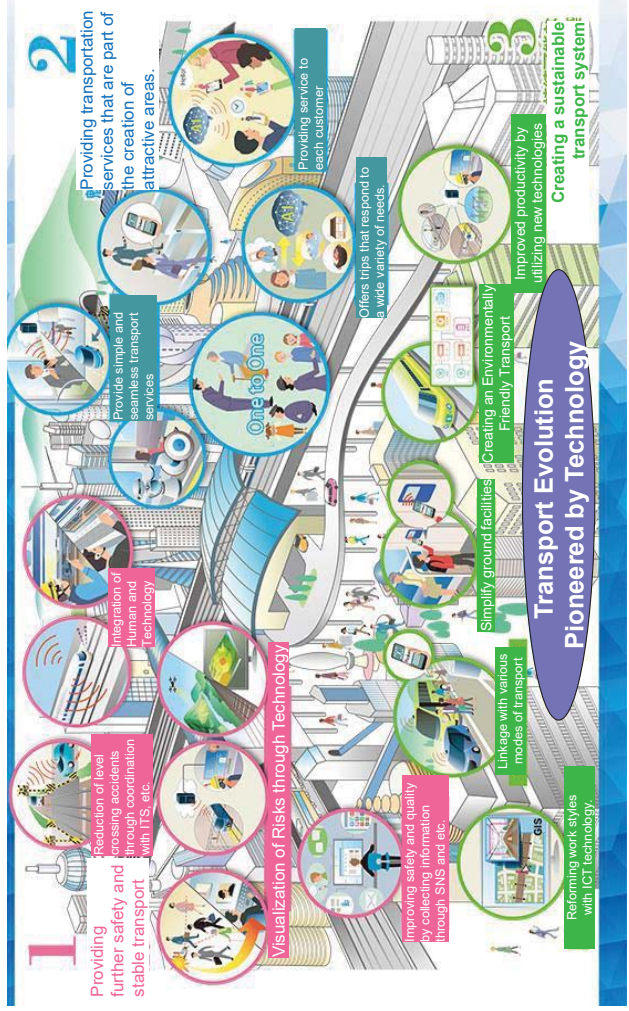 1
Providing
further safety and
stable transport
Reduction of level
crossing accidents
through coordination
with ITS, etc.
Integration of
Human and
Technology
Visualization of Risks through Technology
Improving safety and quality
by collecting information
through SNS and etc.
2
Providing transportation
services that are part of
the creation of
attractive areas.
Provide simple and
seamless transport
services
One to One
AI
Hello!
AI
Providing service to
each customer
Offers trips that respond to
a wide variety of needs.
3
Creating a sustainable
transport system
GIS
Reforming work styles
with ICT technology.
Linkage with various
modes of transport
Simplify ground facilities
Creating an Environmentally
Friendly Transport
Improved productivity by
utilizing new technologies
Transport Evolution
Pioneered by Technology